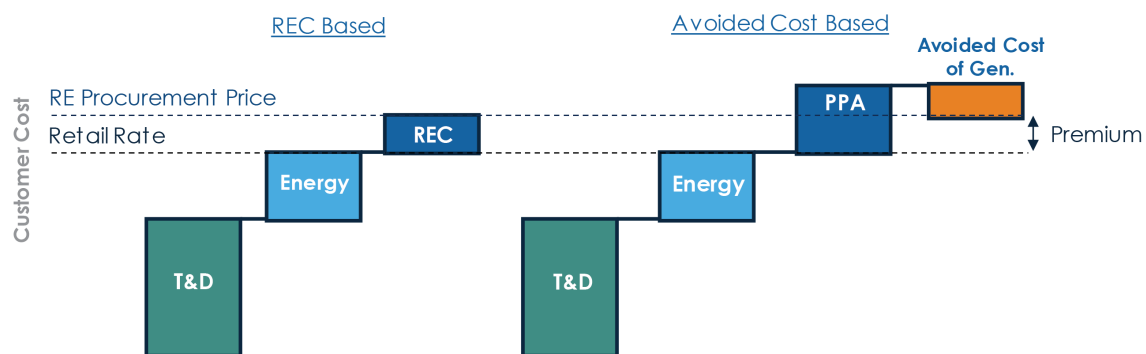 REC Based
Avoided Cost Based
Avoided Cost
of Gen.
Customer Cost
RE Procurement Price
PPA
Retail Rate
REC
Premium
Energy
Energy
T&D
T&D